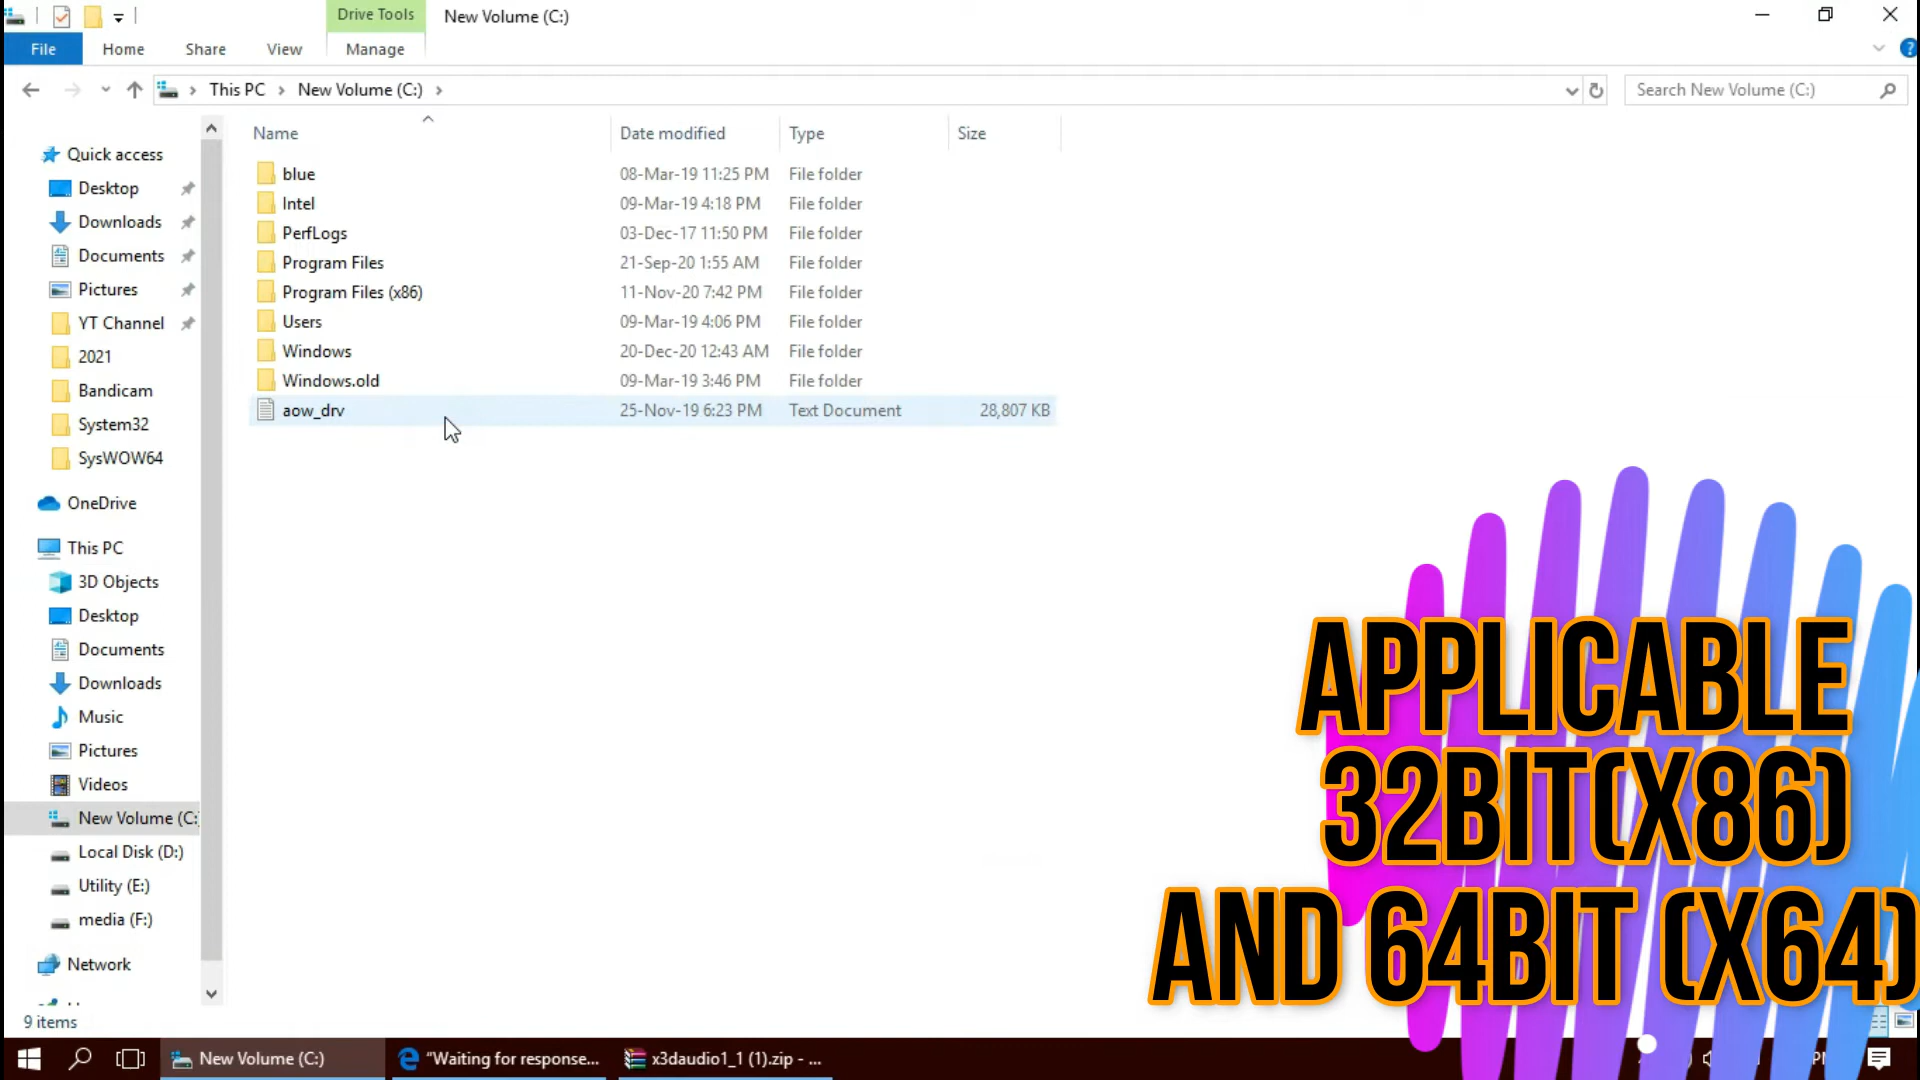 Drive Tools
New Volume (C:)
File
Home
Share
View
Manage
This PC
New Volume (C:)
Search New Volume (C:)
Name
Date modified
Type
Size
Quick access
Desktop
Downloads
Documents
Pictures
YT Channel
2021
Bandicam
System32
SysWOW64
OneDrive
This PC
3D Objects
Desktop
Documents
Downloads
Music
Pictures
Videos
New Volume (C:
Local Disk (D:)
Utility (E:)
media (F:)
Network
blue 08-Mar-19 11:25 PM File folder
Intel 09-Mar-19 4:18 PM File folder
PerfLogs 03-Dec-17 11:50 PM File folder
Program Files 21-Sep-20 1:55 AM File folder
Program Files (x86) 11-Nov-20 7:42 PM File folder
Users 09-Mar-19 4:06 PM File folder
Windows 20-Dec-20 12:43 AM File folder
Windows.old 09-Mar-19 3:46 PM File folder
aow_drv 25-Nov-19 6:23 PM Text Document 28,807 KB
APPLICABLE
32BIT(X86)
AND 64BIT (X64)
9 items
New Volume (C:)
"Waiting for response...
x3daudio1_1 (1).zip - ...